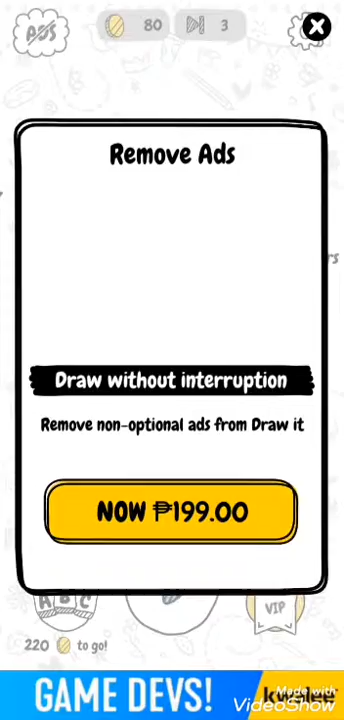 ADS 80 3
Remove Ads
Draw without interruption
Remove non-optional ads from Draw it
NOW ₱199.00
A B C
VIP
220 to go!
GAME DEVS! kwalee
Made with
VideoShow